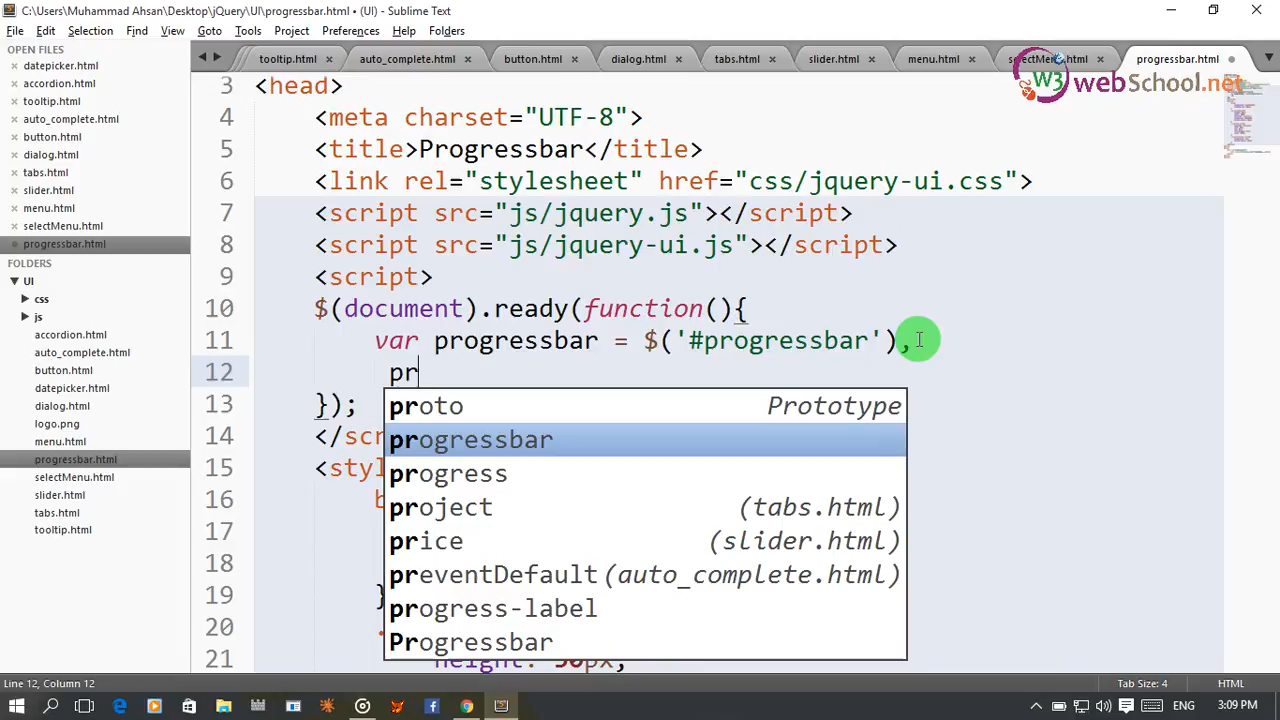 C:\Users\Muhammad Ahsan\Desktop\jQuery\UI\progressbar.html • (UI) - Sublime Text
File Edit Selection Find View Goto Tools Project Preferences Help Folders
OPEN FILES
datepicker.html
accordion.html
tooltip.html
auto_complete.html
button.html
dialog.html
tabs.html
slider.html
menu.html
selectMenu.html
progressbar.html
FOLDERS
UI
css
js
accordion.html
auto_complete.html
button.html
datepicker.html
dialog.html
logo.png
menu.html
progressbar.html
selectMenu.html
slider.html
tabs.html
tooltip.html
tooltip.html auto_complete.html button.html dialog.html tabs.html slider.html menu.html selectMenu.html progressbar.html
W3 webSchool.net
3 <head>
4 <meta charset="UTF-8">
5 <title>Progressbar</title>
6 <link rel="stylesheet" href="css/jquery-ui.css">
7 <script src="js/jquery.js"></script>
8 <script src="js/jquery-ui.js"></script>
9 <script>
10 $(document).ready(function(){
11 var progressbar = $('#progressbar'),
12 pr
13 });
14 </scr
15 <styl
16 b
17
18
19 }
20 .
21 height: 30px;
proto Prototype
progressbar
progress
project (tabs.html)
price (slider.html)
preventDefault (auto_complete.html)
progress-label
Progressbar
Line 12, Column 12 Tab Size: 4 HTML
ENG 3:09 PM